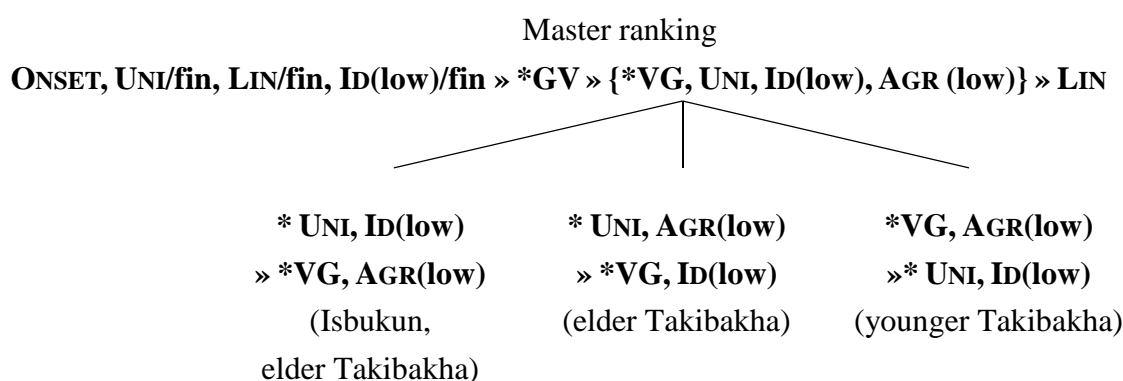 Master ranking
ONSET, UNI/fin, LIN/fin, ID(low)/fin » *GV » {*VG, UNI, ID(low), AGR (low)} » LIN
* UNI, ID(low) * UNI, AGR(low) *VG, AGR(low)
» *VG, AGR(low) » *VG, ID(low) »* UNI, ID(low)
(Isbukun, (elder Takibakha) (younger Takibakha)
elder Takibakha)